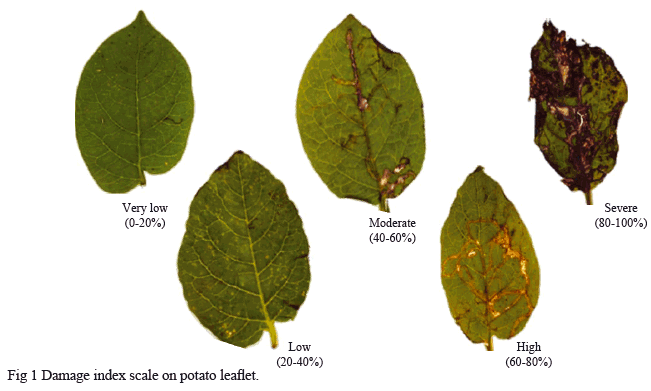 Very low
(0-20%)
Low
(20-40%)
Moderate
(40-60%)
High
(60-80%)
Severe
(80-100%)
Fig 1 Damage index scale on potato leaflet.